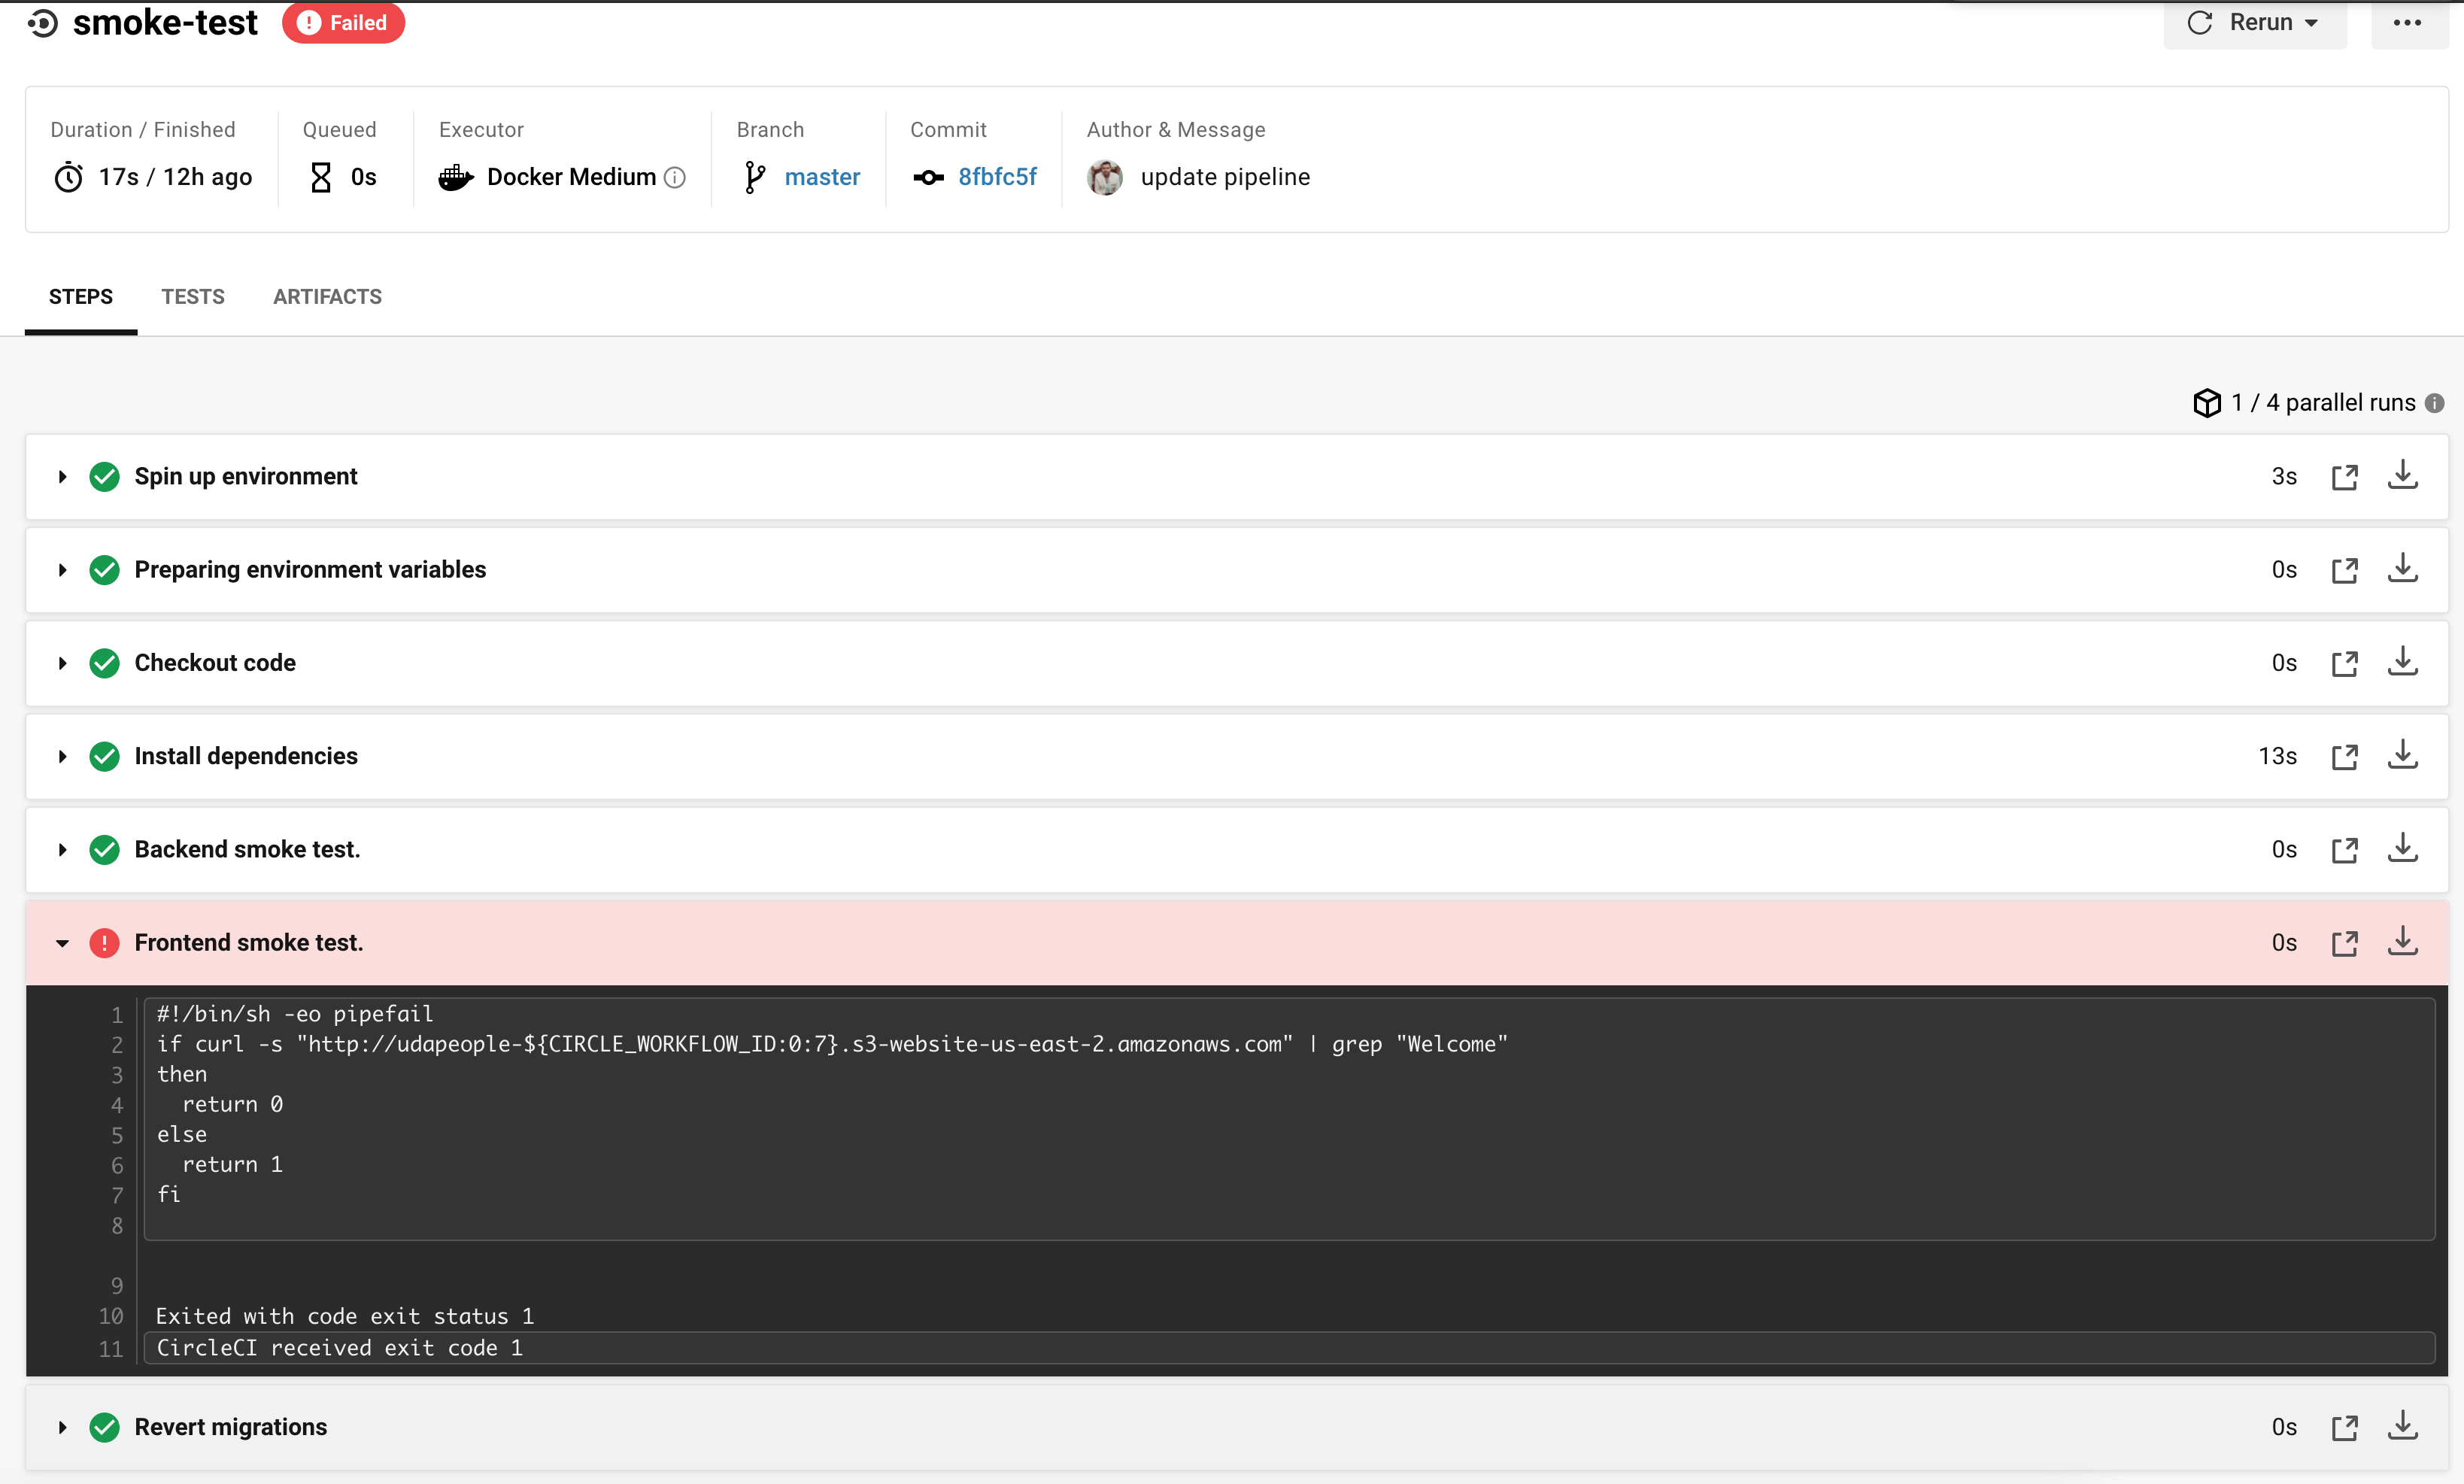 smoke-test
Failed
Rerun
Duration / Finished
Queued
Executor
Branch
Commit
Author & Message
17s / 12h ago
0s
Docker Medium
master
8fbfc5f
update pipeline
STEPS
TESTS
ARTIFACTS
1 / 4 parallel runs
Spin up environment
3s
Preparing environment variables
0s
Checkout code
0s
Install dependencies
13s
Backend smoke test.
0s
Frontend smoke test.
0s
1 #!/bin/sh -eo pipefail
2 if curl -s "http://udapeople-${CIRCLE_WORKFLOW_ID:0:7}.s3-website-us-east-2.amazonaws.com" | grep "Welcome"
3 then
4   return 0
5 else
6   return 1
7 fi
8
9
10 Exited with code exit status 1
11 CircleCI received exit code 1
Revert migrations
0s